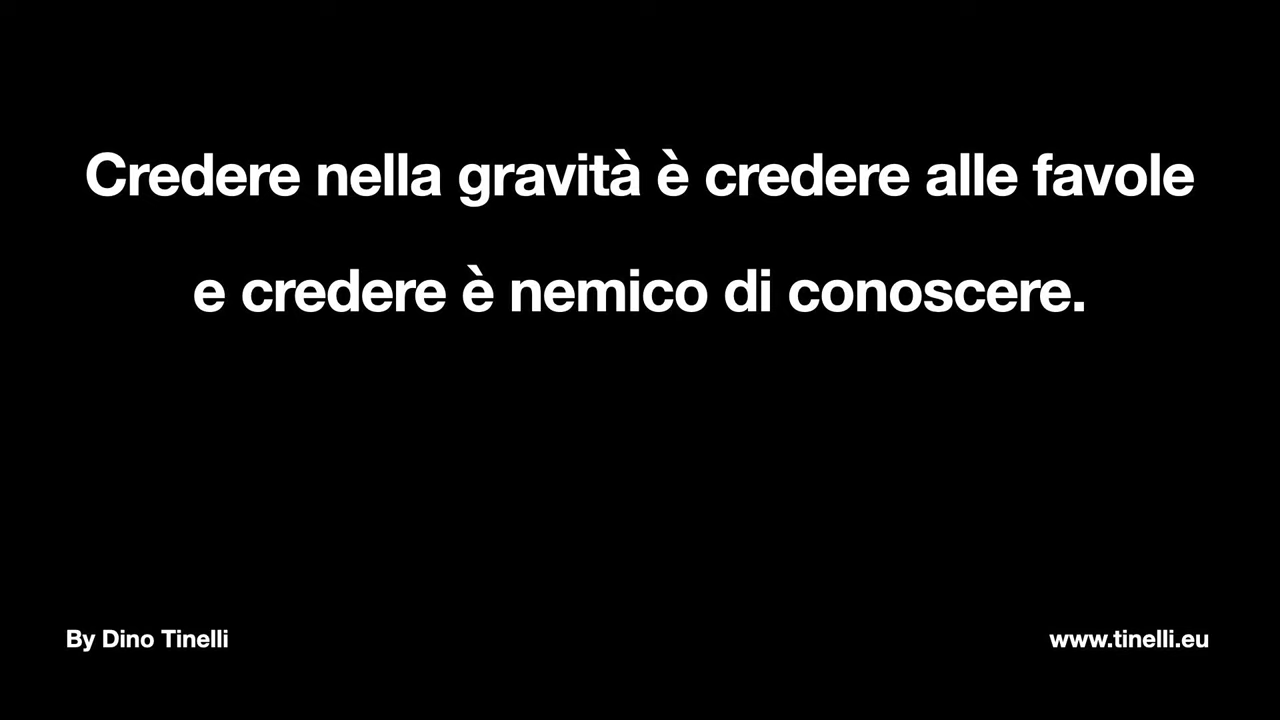 Credere nella gravità è credere alle favole
e credere è nemico di conoscere.
By Dino Tinelli
www.tinelli.eu